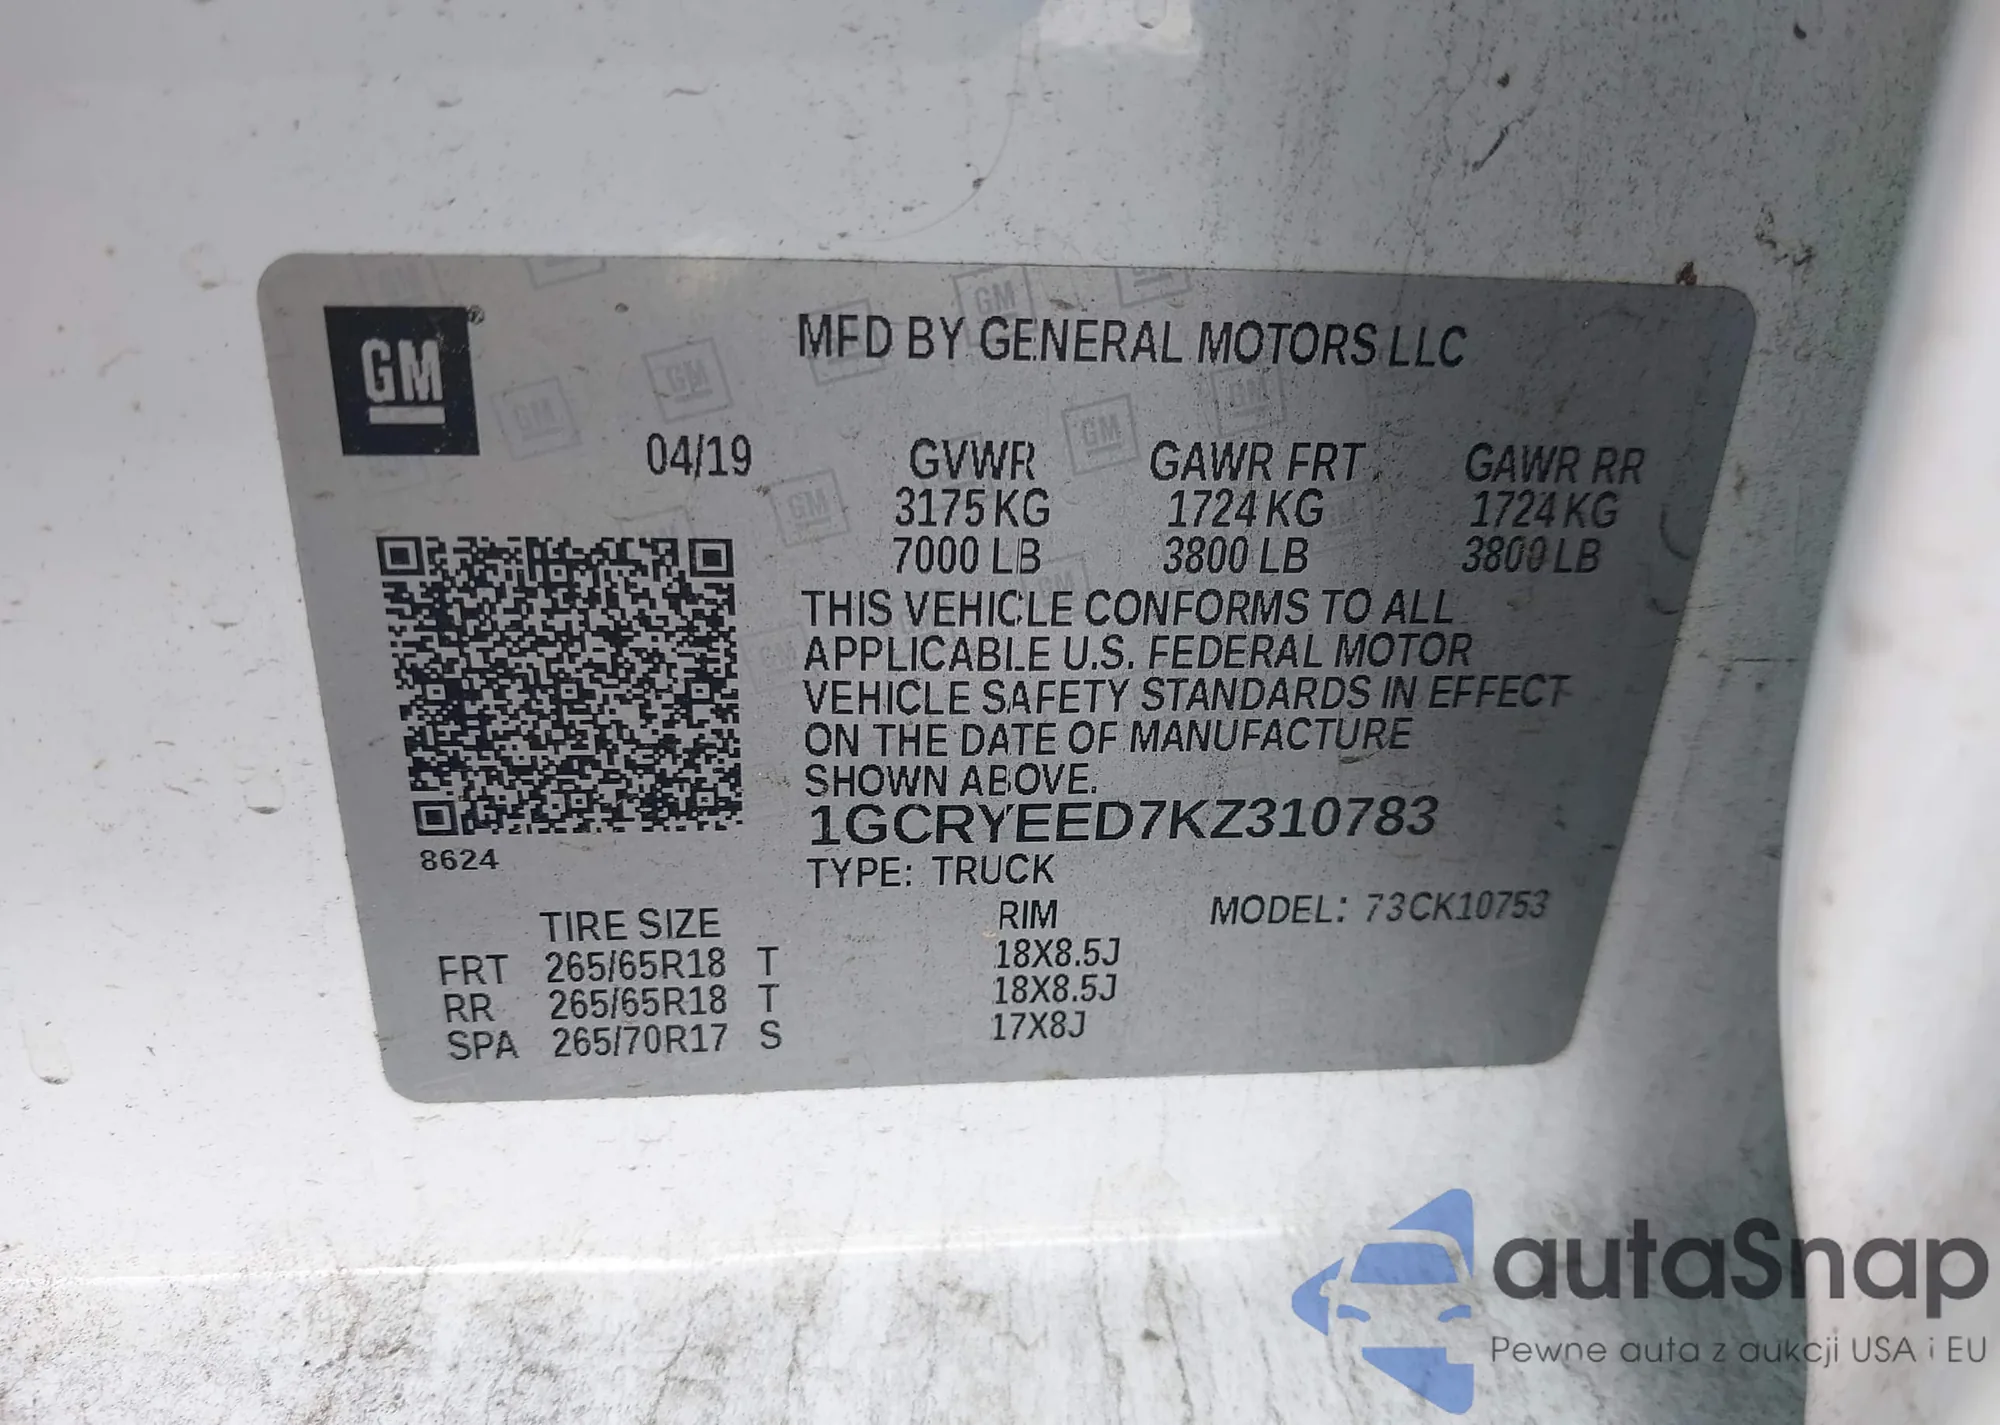 GM
MFD BY GENERAL MOTORS LLC
04/19 GVWR GAWR FRT GAWR RR
3175 KG 1724 KG 1724 KG
7000 LB 3800 LB 3800 LB
THIS VEHICLE CONFORMS TO ALL
APPLICABLE U.S. FEDERAL MOTOR
VEHICLE SAFETY STANDARDS IN EFFECT
ON THE DATE OF MANUFACTURE
SHOWN ABOVE.
1GCRYEED7KZ310783
8624
TYPE: TRUCK
TIRE SIZE RIM MODEL: 73CK10753
FRT 265/65R18 T 18X8.5J
RR 265/65R18 T 18X8.5J
SPA 265/70R17 S 17X8J
autaSnap
Pewne auta z aukcji USA i EU